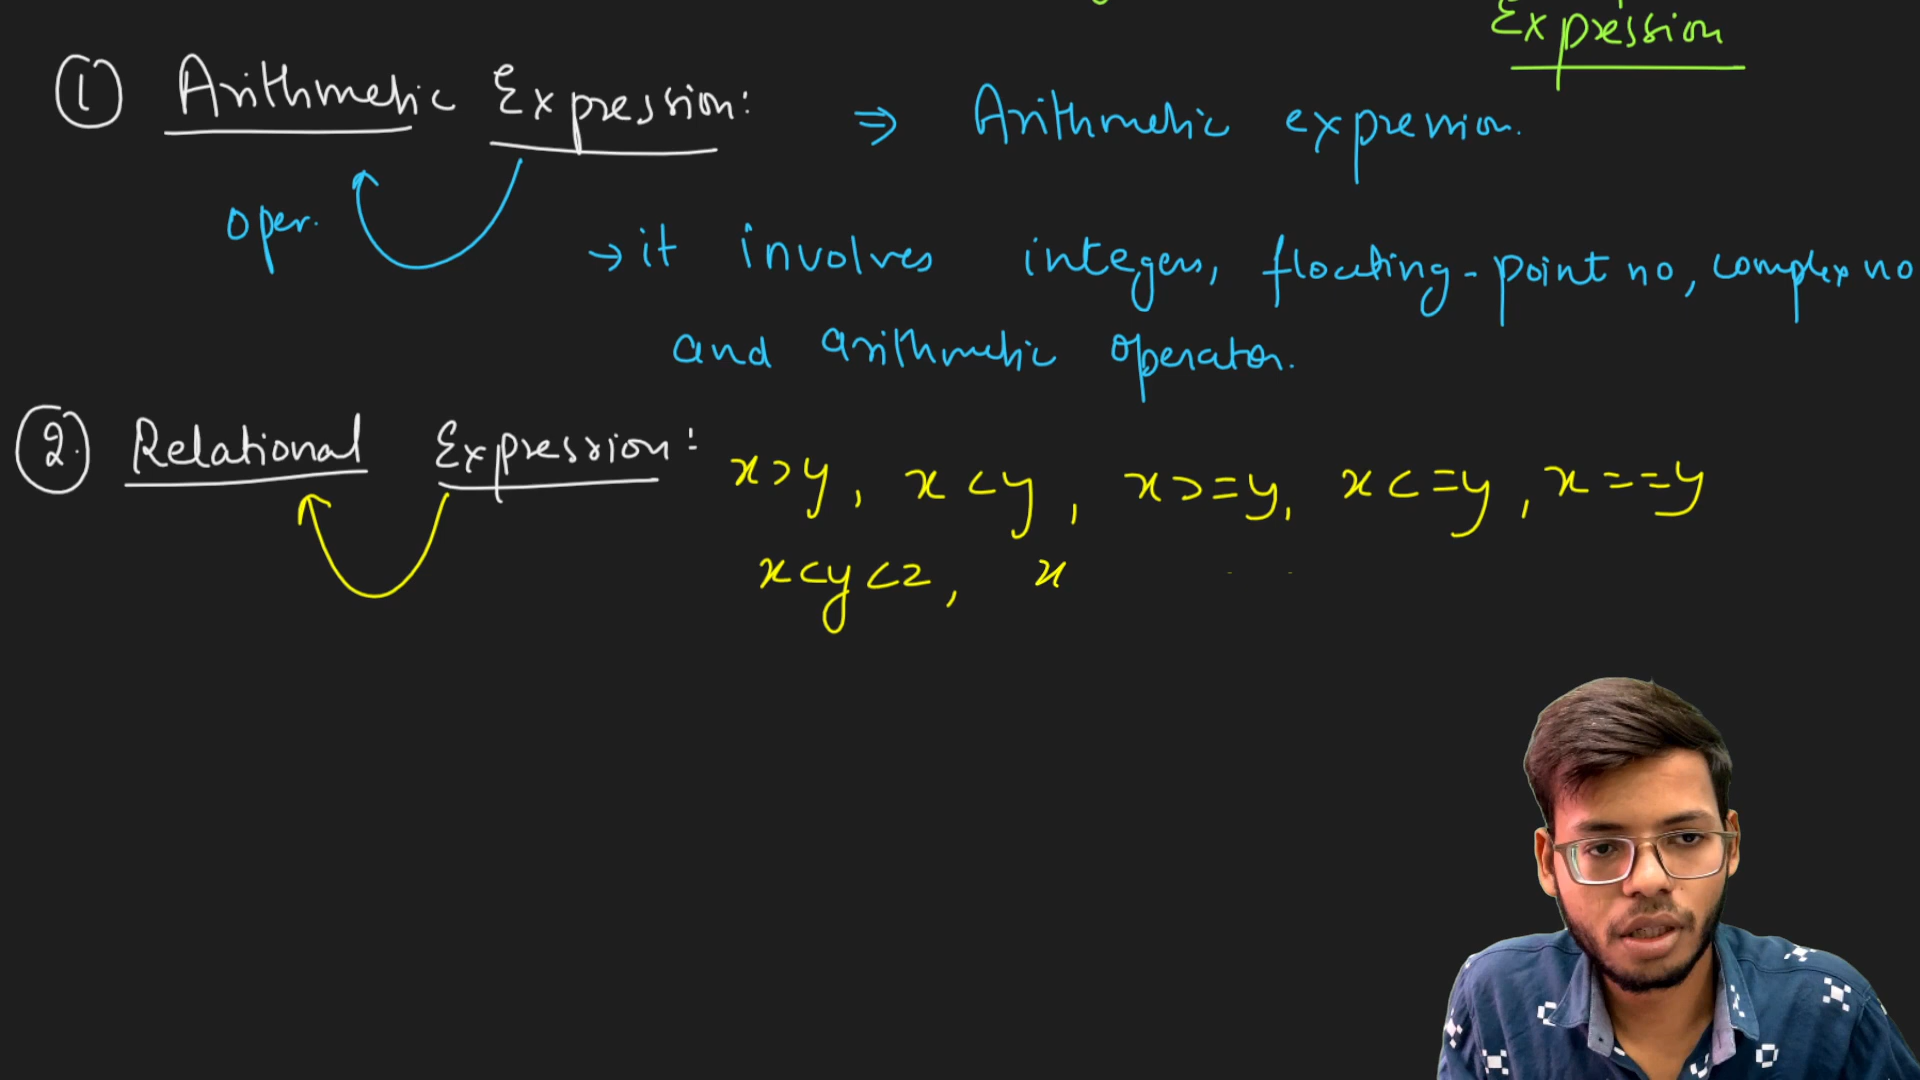 Expression
① Arithmetic Expression: ⇒ Arithmetic expression.
oper.
→ it involves integers, floating-point no, complex no
and arithmetic operator.
②. Relational Expression: x>y, x<y, x>=y, x<=y, x==y
x<y<z, x